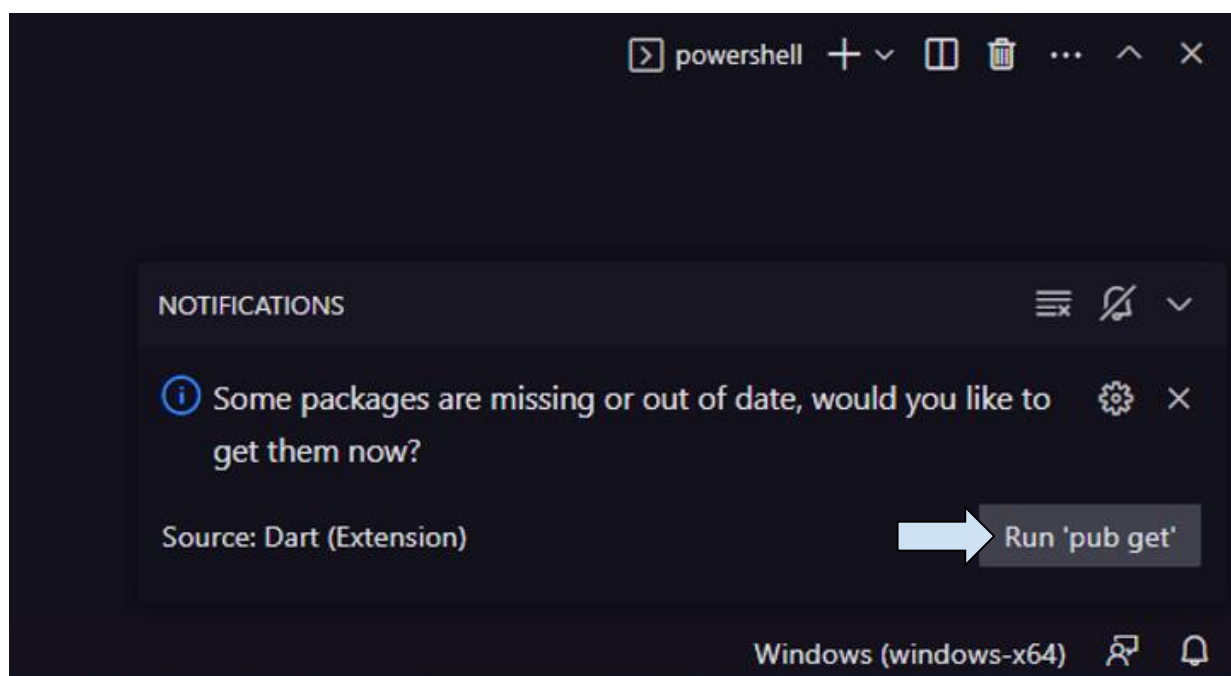 powershell
NOTIFICATIONS
Some packages are missing or out of date, would you like to
get them now?
Source: Dart (Extension)
Run 'pub get'
Windows (windows-x64)